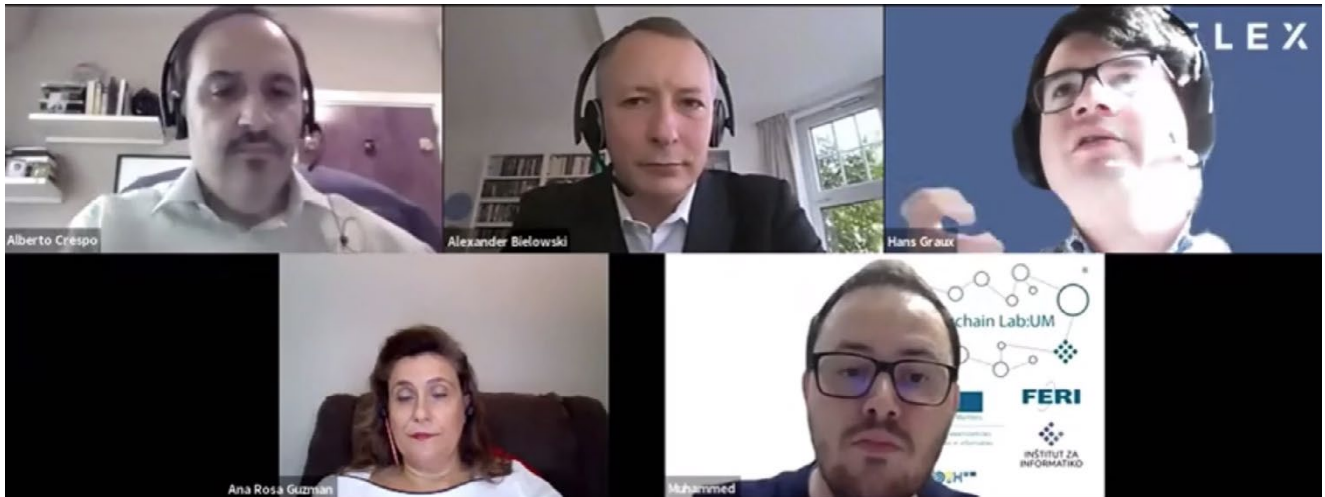 LEX
Alberto Crespo
Alexander Bielowski
Hans Graux
chain Lab:UM
FERI
INŠTITUT ZA
INFORMATIKO
Ana Rosa Guzman
Muhammed